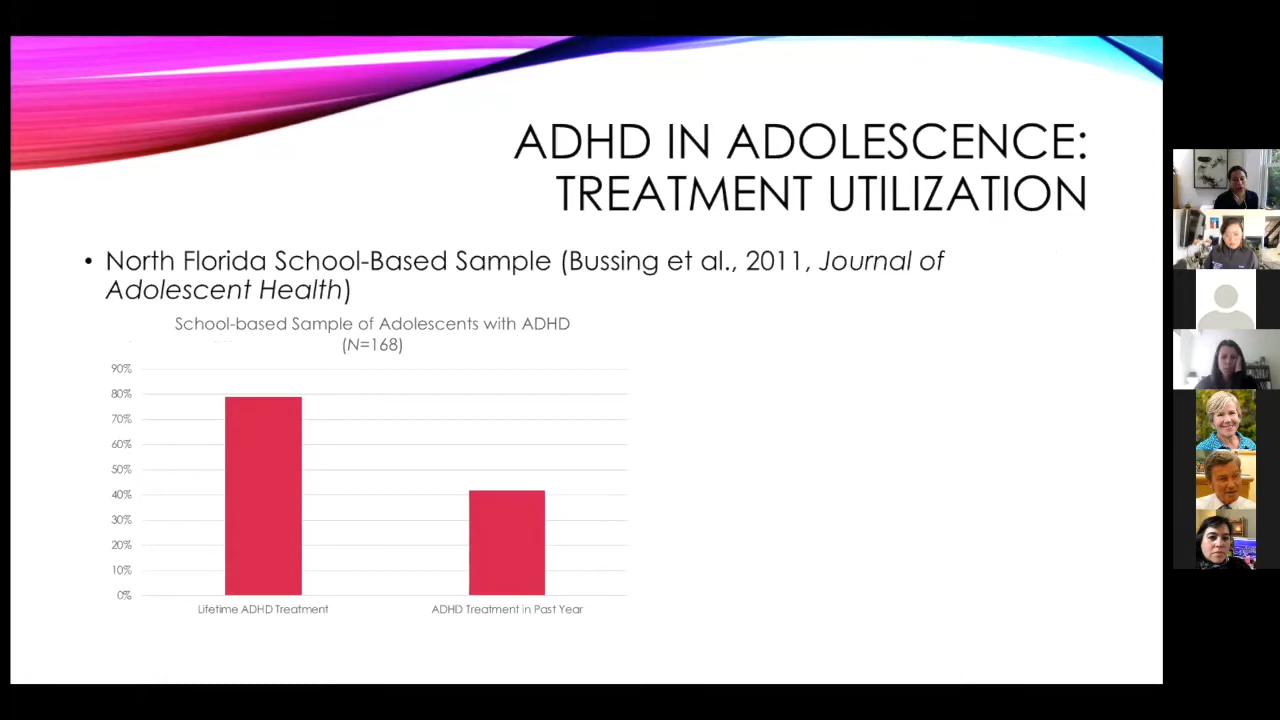 ADHD IN ADOLESCENCE:
TREATMENT UTILIZATION
• North Florida School-Based Sample (Bussing et al., 2011, Journal of
Adolescent Health)
School-based Sample of Adolescents with ADHD
(N=168)
90%
80%
70%
60%
50%
40%
30%
20%
10%
0%
Lifetime ADHD Treatment
ADHD Treatment in Past Year